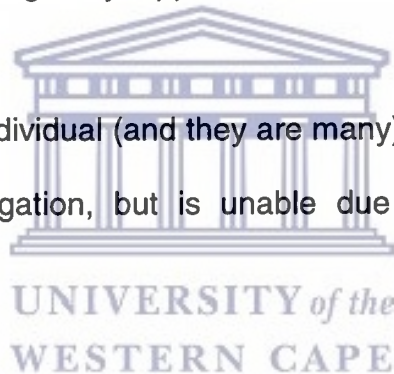 dividual (and they are many)
gation, but is unable due
UNIVERSITY of the
WESTERN CAPE